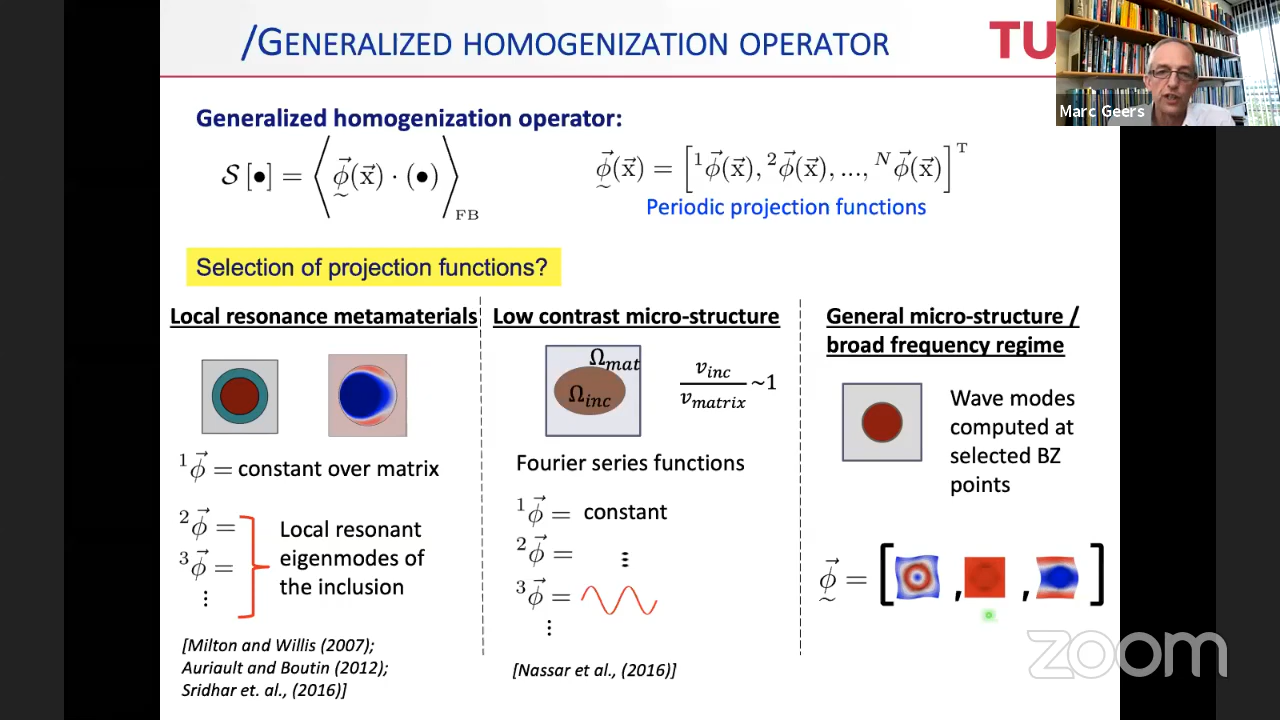 /GENERALIZED HOMOGENIZATION OPERATOR
TU
Marc Geers
Generalized homogenization operator:
𝒮 [●] = ⟨ ϕ⃗(x⃗) · (●) ⟩FB
ϕ⃗(x⃗) = [¹ϕ⃗(x⃗), ²ϕ⃗(x⃗), ..., ᴺϕ⃗(x⃗)]ᵀ
Periodic projection functions
Selection of projection functions?
Local resonance metamaterials
¹ϕ⃗ = constant over matrix
²ϕ⃗ =
³ϕ⃗ =
⋮
Local resonant
eigenmodes of
the inclusion
[Milton and Willis (2007);
Auriault and Boutin (2012);
Sridhar et. al., (2016)]
Low contrast micro-structure
Ωmat
Ωinc
vinc / vmatrix ~1
Fourier series functions
¹ϕ⃗ = constant
²ϕ⃗ = ⋮
³ϕ⃗ =
⋮
[Nassar et al., (2016)]
General micro-structure /
broad frequency regime
Wave modes
computed at
selected BZ
points
ϕ⃗ = [ , , ]
zoom